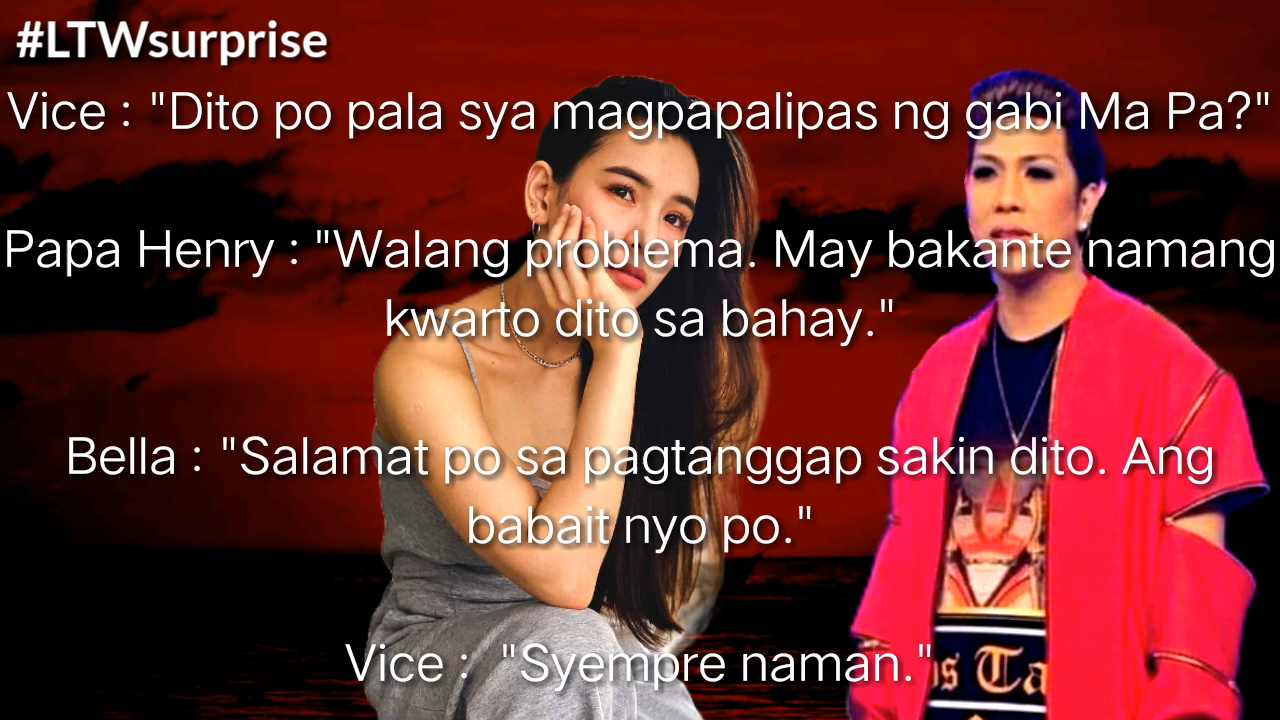 #LTWsurprise
Vice : "Dito po pala sya magpapalipas ng gabi Ma Pa?"
Papa Henry : "Walang problema. May bakante namang
kwarto dito sa bahay."
Bella : "Salamat po sa pagtanggap sakin dito. Ang
babait nyo po."
Vice :  "Syempre naman."